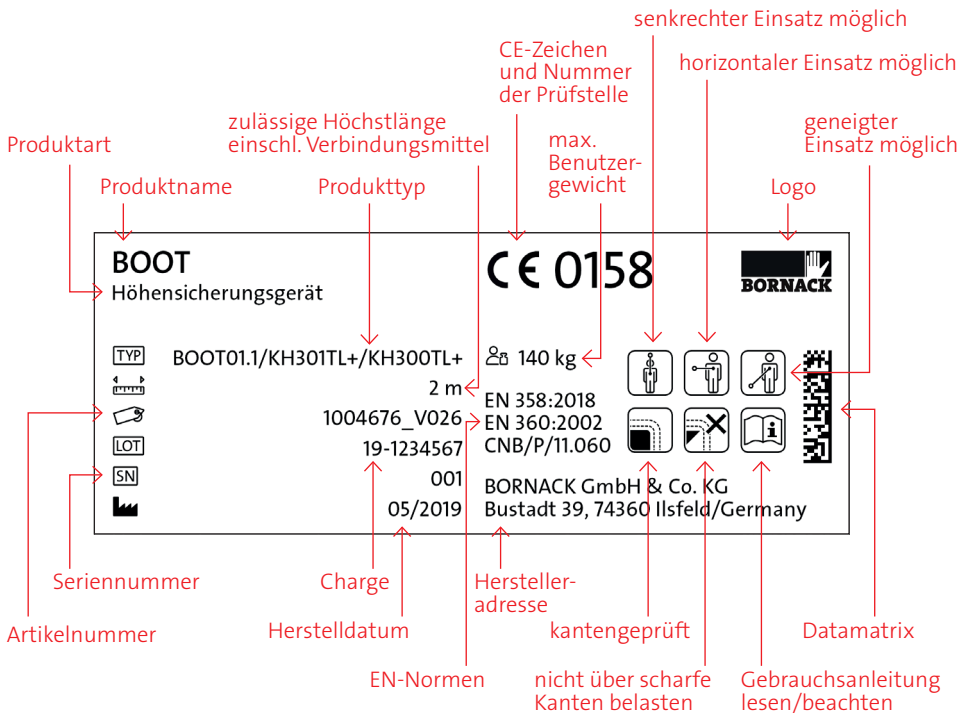 senkrechter Einsatz möglich
CE-Zeichen
und Nummer
der Prüfstelle
horizontaler Einsatz möglich
zulässige Höchstlänge
einschl. Verbindungsmittel
max.
Benutzer-
gewicht
geneigter
Einsatz möglich
Produktart
Produktname
Produkttyp
Logo
BOOT
Höhensicherungsgerät
CE 0158
BORNACK
TYP
BOOT01.1/KH301TL+/KH300TL+
2 m
1004676_V026
LOT
19-1234567
SN
001
05/2019
140 kg
EN 358:2018
EN 360:2002
CNB/P/11.060
BORNACK GmbH & Co. KG
Bustadt 39, 74360 Ilsfeld/Germany
Seriennummer
Charge
Hersteller-
adresse
Artikelnummer
Herstelldatum
kantengeprüft
Datamatrix
EN-Normen
nicht über scharfe
Kanten belasten
Gebrauchsanleitung
lesen/beachten